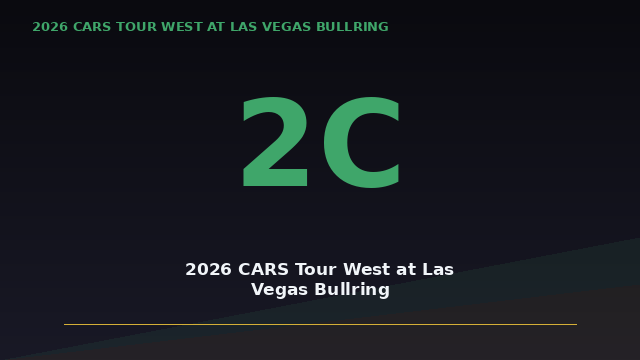 2026 CARS TOUR WEST AT LAS VEGAS BULLRING
2C
2026 CARS Tour West at Las
Vegas Bullring